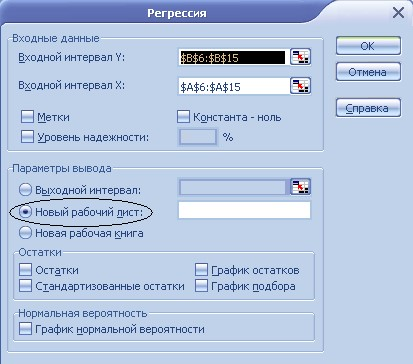 Регрессия
Входные данные
Входной интервал Y: $B$6:$B$15
Входной интервал X: $A$6:$A$15
Метки Константа - ноль
Уровень надежности: %
ОК
Отмена
Справка
Параметры вывода
Выходной интервал:
Новый рабочий лист:
Новая рабочая книга
Остатки
Остатки График остатков
Стандартизованные остатки График подбора
Нормальная вероятность
График нормальной вероятности